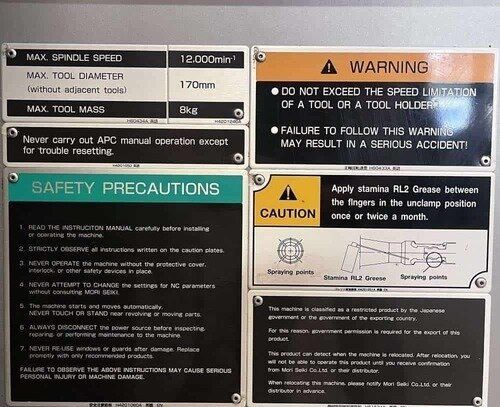 MAX. SPINDLE SPEED 12.000min⁻¹
MAX. TOOL DIAMETER
(without adjacent tools) 170mm
MAX. TOOL MASS 8kg
Never carry out APC manual operation except
for trouble resetting.
SAFETY PRECAUTIONS
1. READ THE INSTRUCITON MANUAL carefully before installing
or operating the machine.
2. STRICTLY OBSERVE all instructions written on the caution plates.
3. NEVER OPERATE the machine without the protective cover,
interlock, or other safety devices in place.
4. NEVER ATTEMPT TO CHANGE the settings for NC parameters
without consulting MORI SEIKI.
5. The machine starts and moves automatically.
NEVER TOUCH OR STAND near revolving or moving parts.
6. ALWAYS DISCONNECT the power source before inspecting,
repairing, or performing maintenance to the machine.
7. NEVER RE-USE windows or guards after damage. Replace
promptly with only recommended products.
FAILURE TO OBSERVE THE ABOVE INSTRUCTIONS MAY CAUSE SERIOUS
PERSONAL INJURY OR MACHINE DAMAGE.
WARNING
● DO NOT EXCEED THE SPEED LIMITATION
OF A TOOL OR A TOOL HOLDER!
● FAILURE TO FOLLOW THIS WARNING
MAY RESULT IN A SERIOUS ACCIDENT!
CAUTION
Apply stamina RL2 Grease between
the fingers in the unclamp position
once or twice a month.
Spraying points Stamina RL2 Grease Spraying points
This machine is classified as a restricted product by the Japanese
government or the government of the exporting country.
For this reason, government permission is required for the export of this
product.
This product can detect when the machine is relocated. After relocation, you
will not be able to operate this product until you receive confirmation
from Mori Seiki Co.,Ltd. or their distributor.
When relocating this machine, please notify Mori Seiki Co.,Ltd. or
their distributor in advance.